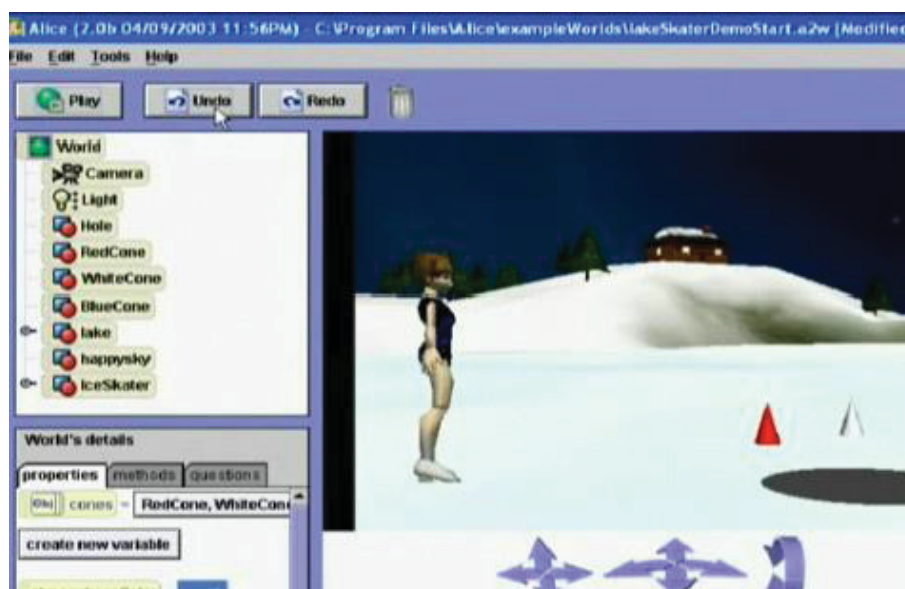 Alice (2.0b 04/09/2003 11:56PM) - C:\Program Files\Alice\exampleWorlds\lakeSkaterDemoStart.a2w [Modified
File Edit Tools Help
Play Undo Redo
World
Camera
Light
Hole
RedCone
WhiteCone
BlueCone
lake
happysky
IceSkater
World's details
properties methods questions
Obj cones = RedCone, WhiteCon
create new variable